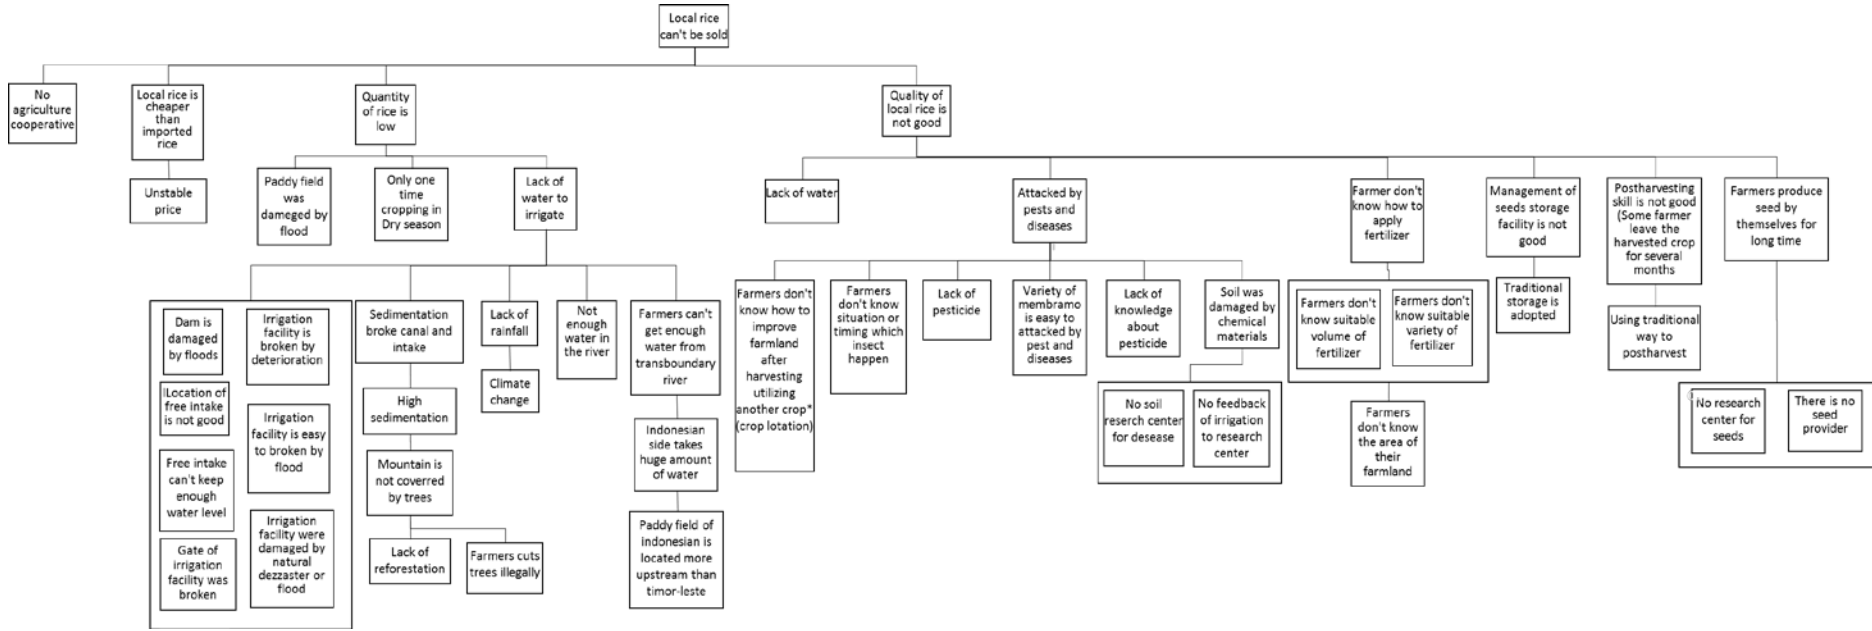 Local rice
can't be sold
No
agriculture
cooperative
Local rice is
cheaper
than
imported
rice
Quantity
of rice is
low
Quality of
local rice is
not good
Unstable
price
Paddy field
was
dameged by
flood
Only one
time
cropping in
Dry season
Lack of
water to
irrigate
Lack of water
Attacked by
pests and
diseases
Farmer don't
know how to
apply
fertilizer
Management of
seeds storage
facility is not
good
Postharvesting
skill is not good
(Some farmer
leave the
harvested crop
for several
months
Farmers produce
seed by
themselves for
long time
Dam is
damaged
by floods
Irrigation
facility is
broken by
deterioration
lLocation of
free intake
is not good
Irrigation
facility is easy
to broken by
flood
Free intake
can't keep
enough
water level
Gate of
irrigation
facility was
broken
Irrigation
facility were
damaged by
natural
dezzaster or
flood
Sedimentation
broke canal and
intake
High
sedimentation
Mountain is
not coverred
by trees
Lack of
reforestation
Farmers cuts
trees illegally
Lack of
rainfall
Climate
change
Not
enough
water in
the river
Farmers can't
get enough
water from
transboundary
river
Indonesian
side takes
huge amount
of water
Paddy field of
indonesian is
located more
upstream than
timor-leste
Farmers don't
know how to
improve
farmland
after
harvesting
utilizing
another crop*
(crop lotation)
Farmers
don't know
situation or
timing which
insect
happen
Lack of
pesticide
Variety of
membramo
is easy to
attacked by
pest and
diseases
Lack of
knowledge
about
pesticide
Soil was
damaged by
chemical
materials
No soil
reserch center
for desease
No feedback
of irrigation
to research
center
Farmers don't
know suitable
volume of
fertilizer
Farmers don't
know suitable
variety of
fertilizer
Farmers
don't know
the area of
their
farmland
Traditional
storage is
adopted
Using traditional
way to
postharvest
No research
center for
seeds
There is no
seed
provider